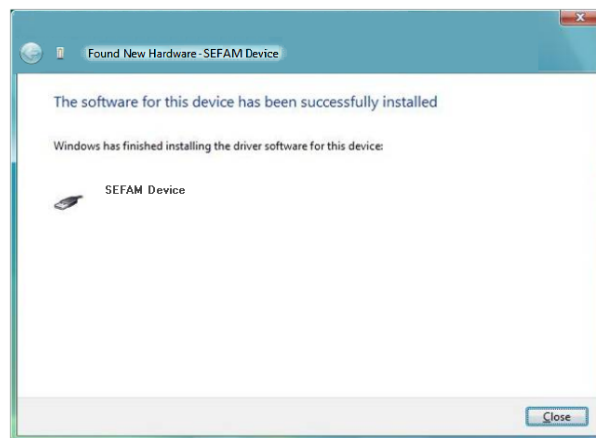 Found New Hardware - SEFAM Device
The software for this device has been successfully installed
Windows has finished installing the driver software for this device:
SEFAM Device
Close